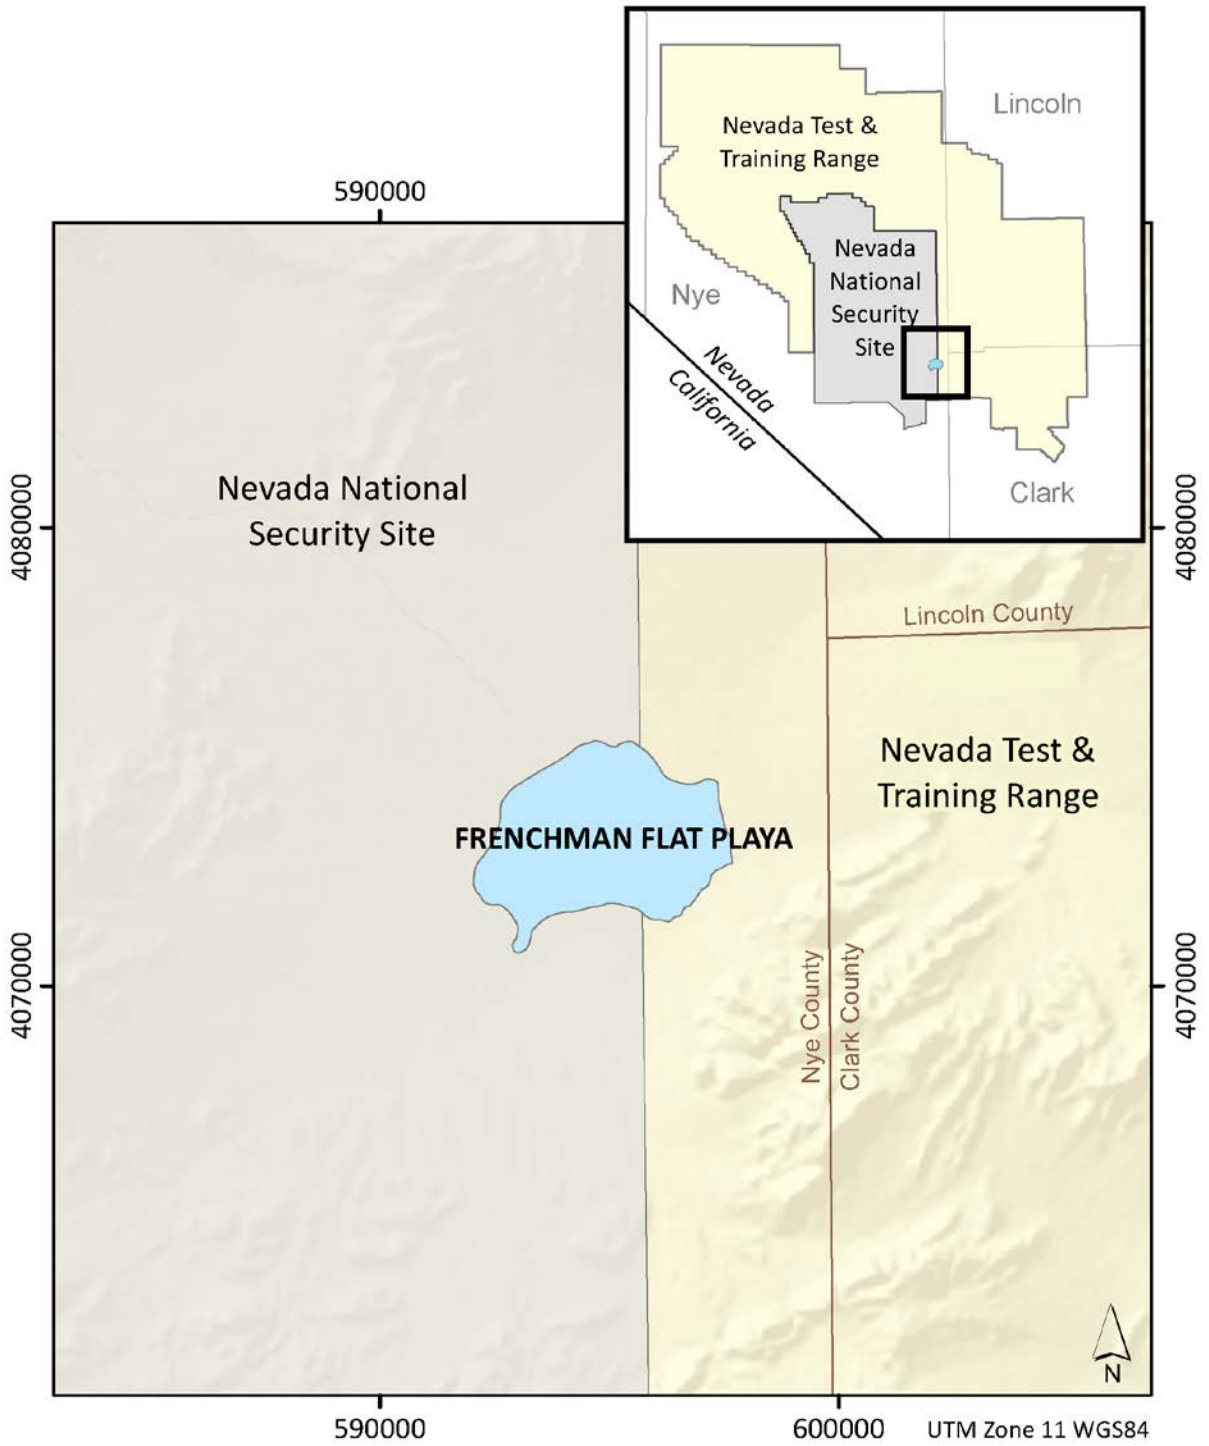 590000
Nevada Test &
Training Range
Lincoln
Nevada
National
Security
Site
Nye
Nevada
California
Clark
4080000
4080000
Nevada National
Security Site
Lincoln County
Nevada Test &
Training Range
FRENCHMAN FLAT PLAYA
Nye County
Clark County
4070000
4070000
N
590000
600000
UTM Zone 11 WGS84